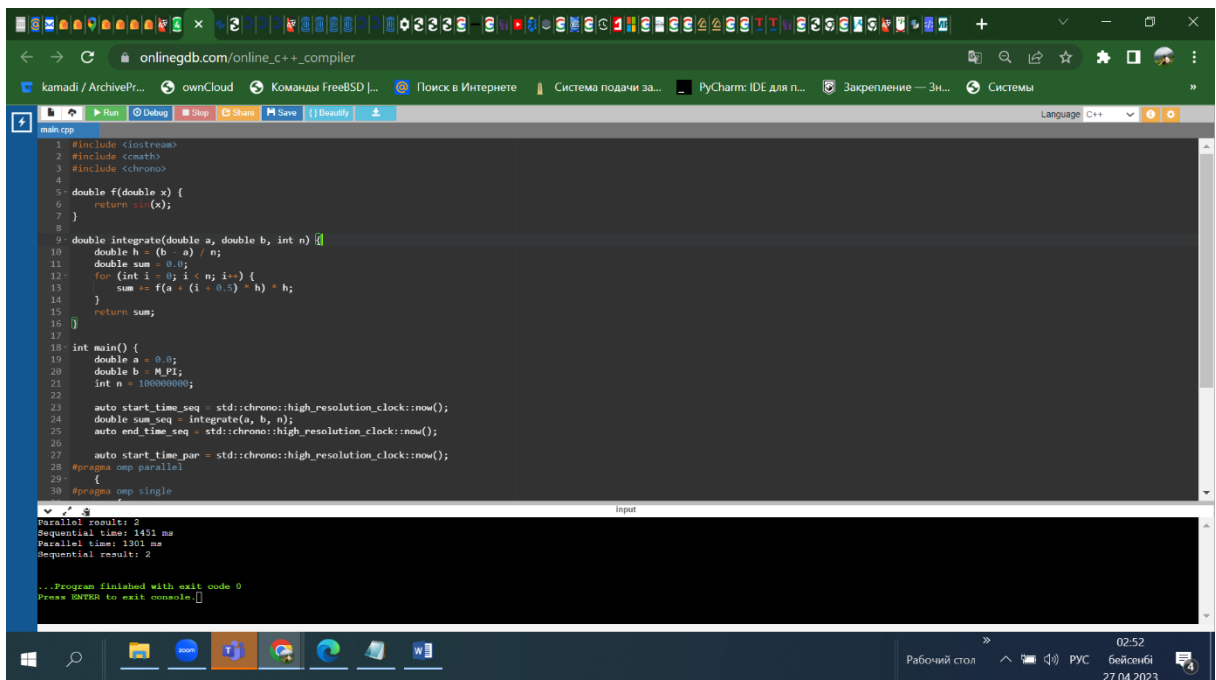 onlinegdb.com/online_c++_compiler
kamadi / ArchivePr... ownCloud Команды FreeBSD |... Поиск в Интернете Система подачи за... PyCharm: IDE для п... Закрепление — Зн... Системы »
Run Debug Stop Share Save {} Beautify Language C++
main.cpp
1 #include <iostream>
2 #include <cmath>
3 #include <chrono>
4
5 double f(double x) {
6 return sin(x);
7 }
8
9 double integrate(double a, double b, int n) {
10 double h = (b - a) / n;
11 double sum = 0.0;
12 for (int i = 0; i < n; i++) {
13 sum += f(a + (i + 0.5) * h) * h;
14 }
15 return sum;
16 }
17
18 int main() {
19 double a = 0.0;
20 double b = M_PI;
21 int n = 100000000;
22
23 auto start_time_seq = std::chrono::high_resolution_clock::now();
24 double sum_seq = integrate(a, b, n);
25 auto end_time_seq = std::chrono::high_resolution_clock::now();
26
27 auto start_time_par = std::chrono::high_resolution_clock::now();
28 #pragma omp parallel
29 {
30 #pragma omp single
input
Parallel result: 2
Sequential time: 1451 ms
Parallel time: 1301 ms
Sequential result: 2
...Program finished with exit code 0
Press ENTER to exit console.
zoom
Рабочий стол » РУС
02:52
бейсенбі
27.04.2023
4